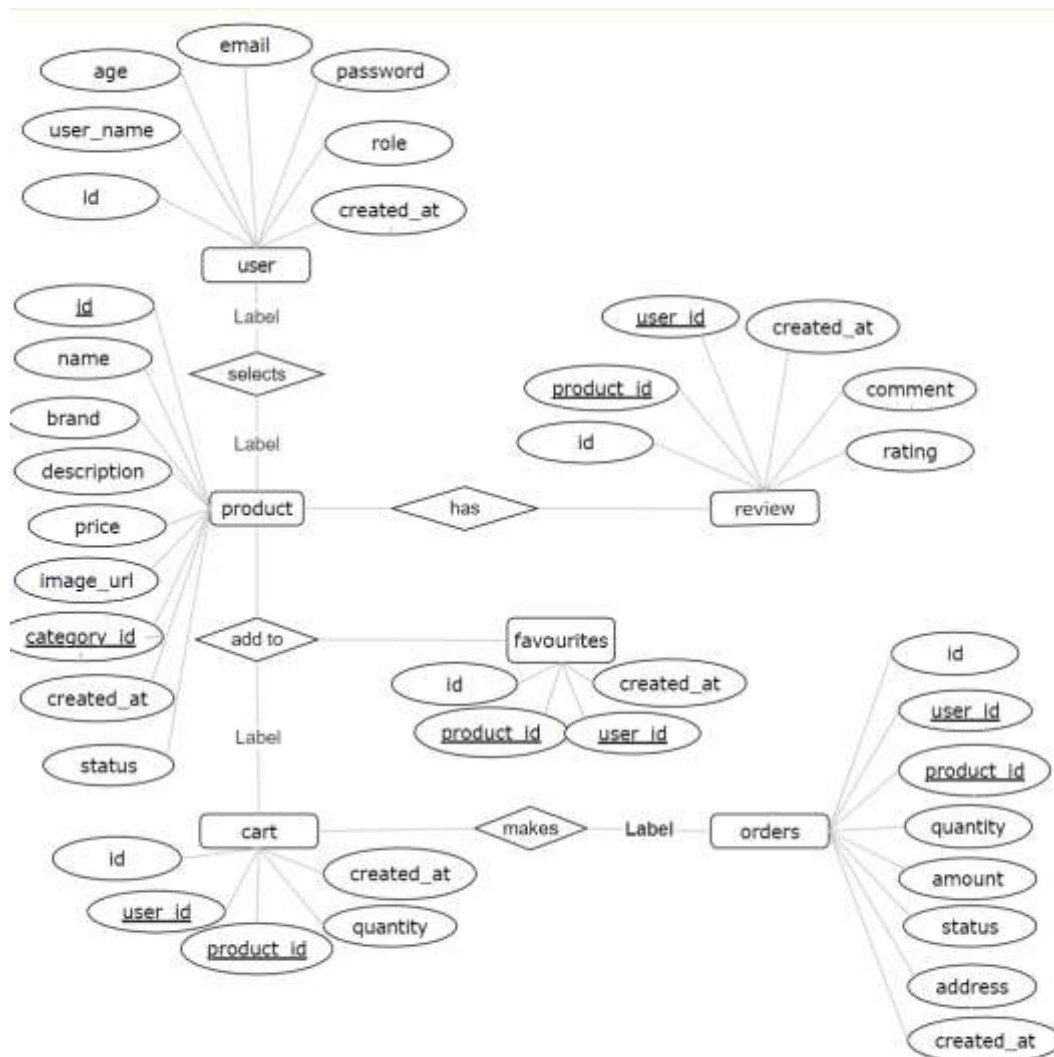 email
age
password
user_name
role
id
created_at
user
Label
selects
Label
id
name
brand
description
price
image_url
category_id
created_at
status
product
has
user_id
created_at
product_id
comment
id
rating
review
add to
favourites
id
created_at
product_id
user_id
Label
cart
id
user_id
product_id
quantity
created_at
makes
Label
orders
id
user_id
product_id
quantity
amount
status
address
created_at